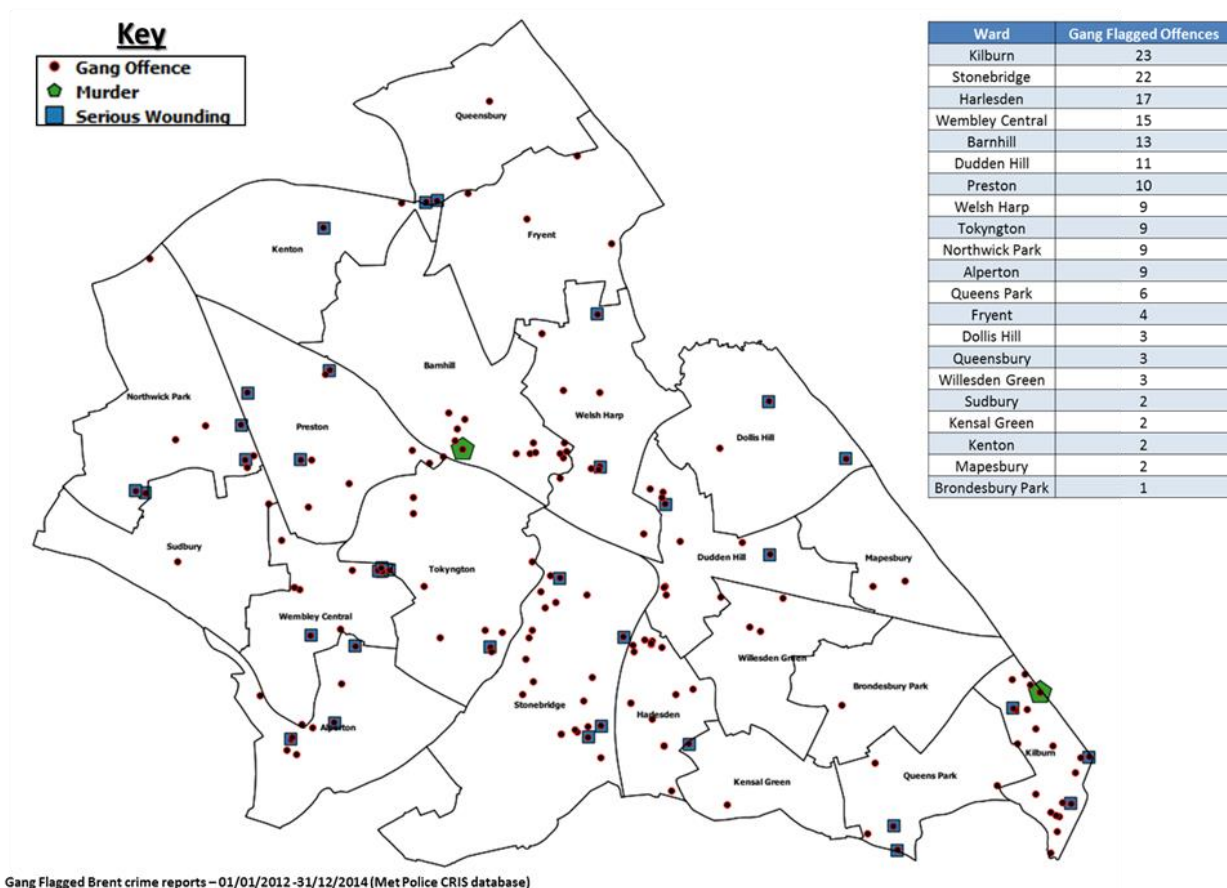 Key
Gang Offence
Murder
Serious Wounding
Ward Gang Flagged Offences
Kilburn 23
Stonebridge 22
Harlesden 17
Wembley Central 15
Barnhill 13
Dudden Hill 11
Preston 10
Welsh Harp 9
Tokyngton 9
Northwick Park 9
Alperton 9
Queens Park 6
Fryent 4
Dollis Hill 3
Queensbury 3
Willesden Green 3
Sudbury 2
Kensal Green 2
Kenton 2
Mapesbury 2
Brondesbury Park 1
Queensbury
Fryent
Kenton
Barnhill
Northwick Park
Preston
Welsh Harp
Dollis Hill
Sudbury
Tokyngton
Dudden Hill
Mapesbury
Wembley Central
Willesden Green
Brondesbury Park
Stonebridge
Harlesden
Alperton
Kilburn
Queens Park
Kensal Green
Gang Flagged Brent crime reports – 01/01/2012 -31/12/2014 (Met Police CRIS database)